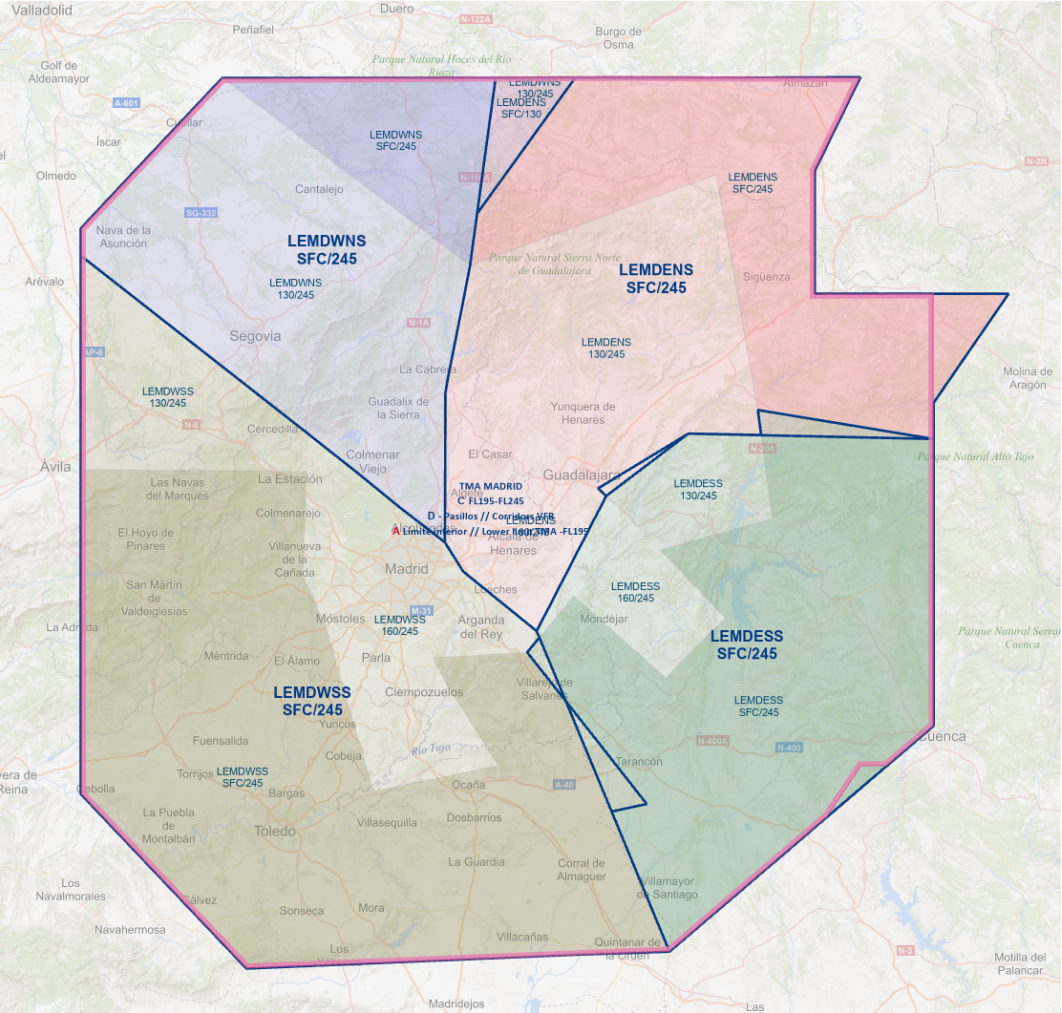 Valladolid
Duero
N-122A
Peñafiel
Burgo de
Osma
Parque Natural Hoces del Río
Riaza
Golf de
Aldeamayor
Almazán
LEMDWNS
130/245
LEMDENS
SFC/130
A-601
Cuéllar
LEMDWNS
SFC/245
Íscar
N-2R
Olmedo
N-110A
LEMDENS
SFC/245
Cantalejo
SG-332
Nava de la
Asunción
LEMDWNS
SFC/245
Parque Natural Sierra Norte
de Guadalajara
LEMDENS
SFC/245
Sigüenza
Arévalo
LEMDWNS
130/245
N-1A
Segovia
LEMDENS
130/245
AP-6
La Cabrera
Molina de
Aragón
LEMDWSS
130/245
Guadalix de
la Sierra
Yunquera de
Henares
N-6
Cercedilla
N-204
Colmenar
Viejo
El Casar
Parque Natural Alto Tajo
Ávila
Guadalajara
Las Navas
del Marqués
La Estación
TMA MADRID
C FL195-FL245
D - Pasillos // Corridors VFR
A Límite inferior // Lower limit TMA -FL195
Algete
LEMDESS
130/245
Colmenarejo
LEMDENS
Alcalá de
Henares
El Hoyo de
Pinares
Villanueva
de la
Cañada
Madrid
San Martín
de
Valdeiglesias
Loeches
LEMDESS
160/245
M-31
Móstoles
LEMDWSS
160/245
Arganda
del Rey
Mondéjar
La Adrada
Parque Natural Serran
Cuenca
LEMDESS
SFC/245
Méntrida
El Álamo
Parla
LEMDWSS
SFC/245
Ciempozuelos
Villarejo de
Salvanés
LEMDESS
SFC/245
Yuncos
Fuensalida
Cobeja
Río Tajo
N-400A
N-400
Cuenca
Tarancón
Torrijos
LEMDWSS
SFC/245
vera de
Reina
Cebolla
Bargas
Ocaña
A-40
La Puebla
de
Montalbán
Villasequilla
Dosbarrios
Toledo
La Guardia
Corral de
Almaguer
Los
Navalmorales
Villamayor
de Santiago
Gálvez
Sonseca
Mora
Navahermosa
Villacañas
Quintanar de
la Orden
N-3
Los
Motilla del
Palancar
Madridejos
Las